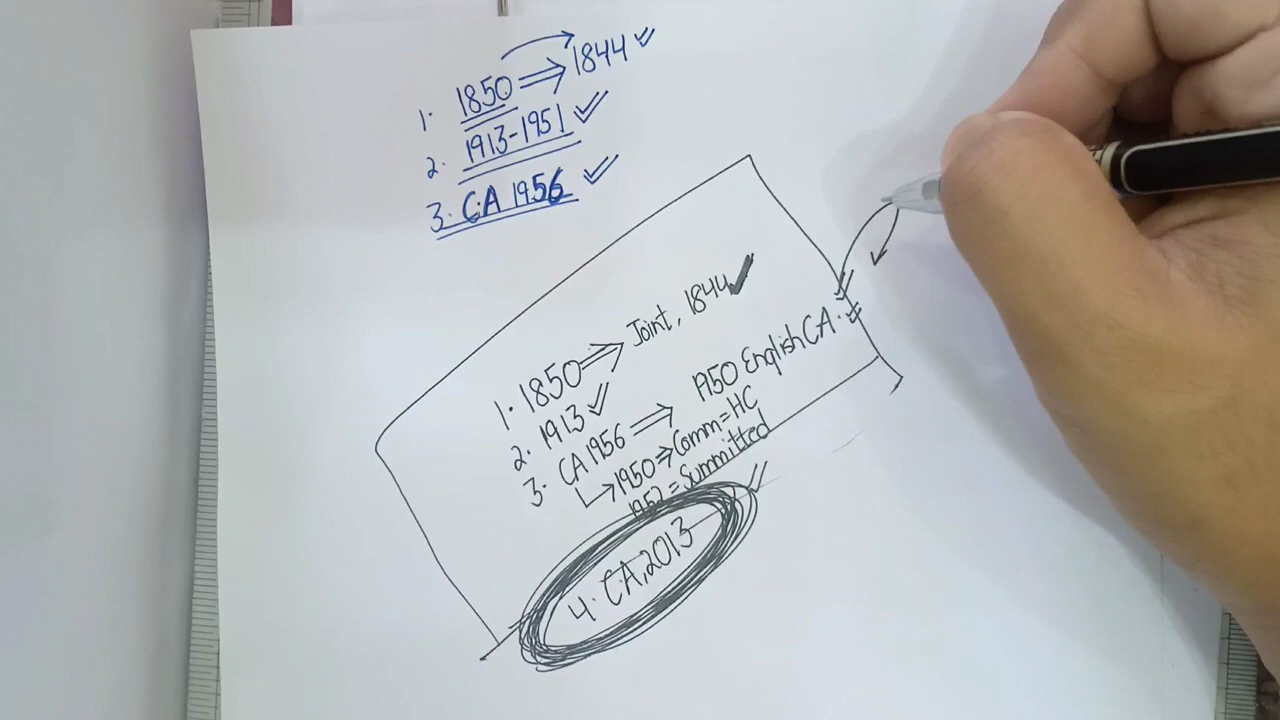 1. 1850 ⇒ 1844
2. 1913-1951
3. CA 1956
1. 1850 ⇒ Joint, 1844
2. 1913
3. CA 1956 ⇒ 1950 English CA.
1950 ⇒ Comm = HC
1952 = Summitted
4. CA, 2013